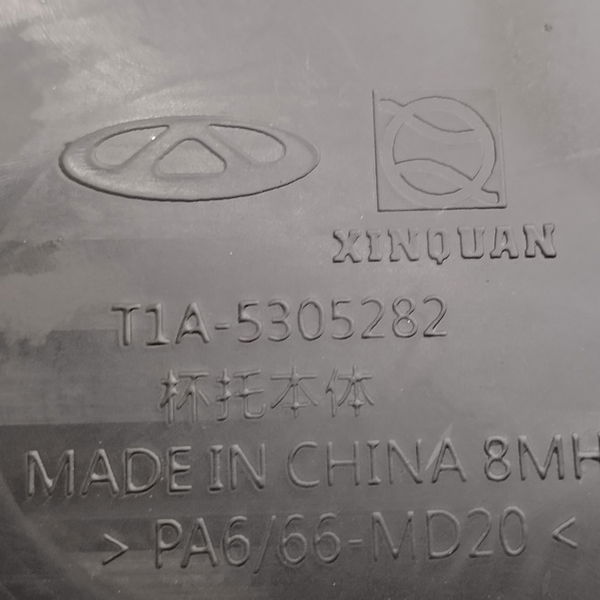 XINQUAN
T1A-5305282
杯托本体
MADE IN CHINA 8MH
> PA6/66-MD20 <